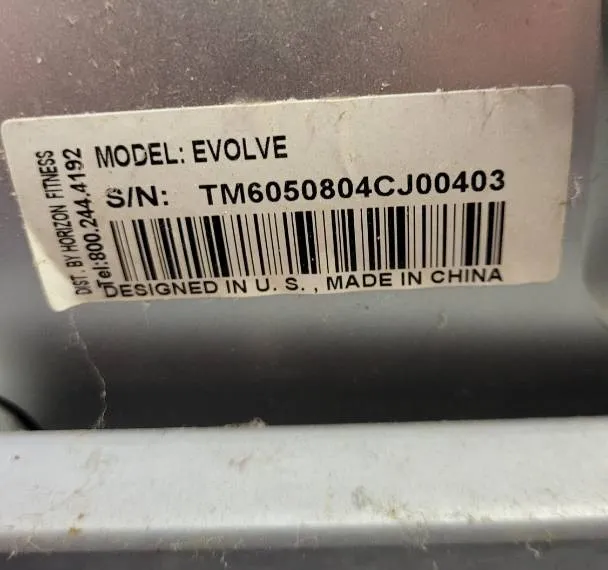 DIST. BY HORIZON FITNESS
Tel:800.244.4192
MODEL: EVOLVE
S/N: TM6050804CJ00403
DESIGNED IN U. S. , MADE IN CHINA